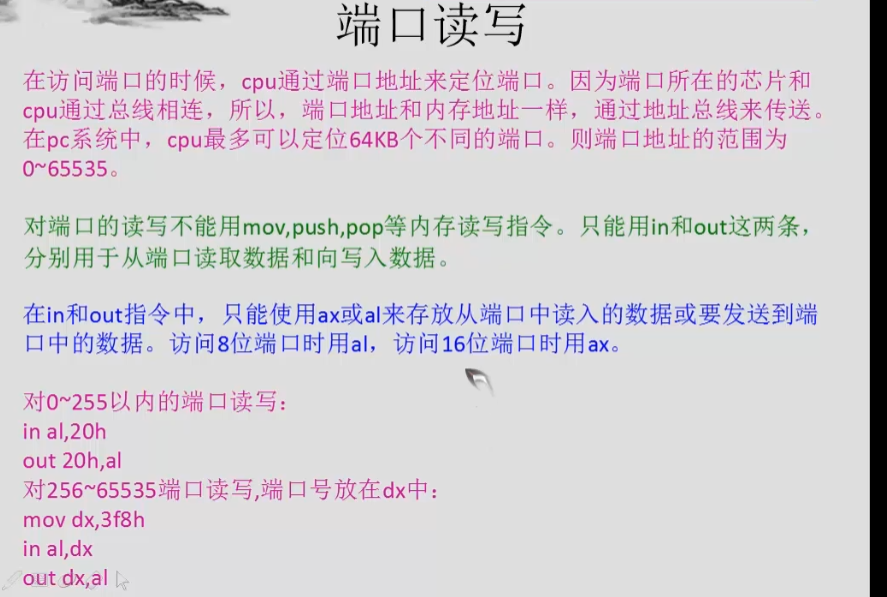 端口读写
在访问端口的时候，cpu通过端口地址来定位端口。因为端口所在的芯片和
cpu通过总线相连，所以，端口地址和内存地址一样，通过地址总线来传送。
在pc系统中，cpu最多可以定位64KB个不同的端口。则端口地址的范围为
0~65535。
对端口的读写不能用mov,push,pop等内存读写指令。只能用in和out这两条，
分别用于从端口读取数据和向写入数据。
在in和out指令中，只能使用ax或al来存放从端口中读入的数据或要发送到端
口中的数据。访问8位端口时用al，访问16位端口时用ax。
对0~255以内的端口读写：
in al,20h
out 20h,al
对256~65535端口读写,端口号放在dx中：
mov dx,3f8h
in al,dx
out dx,al